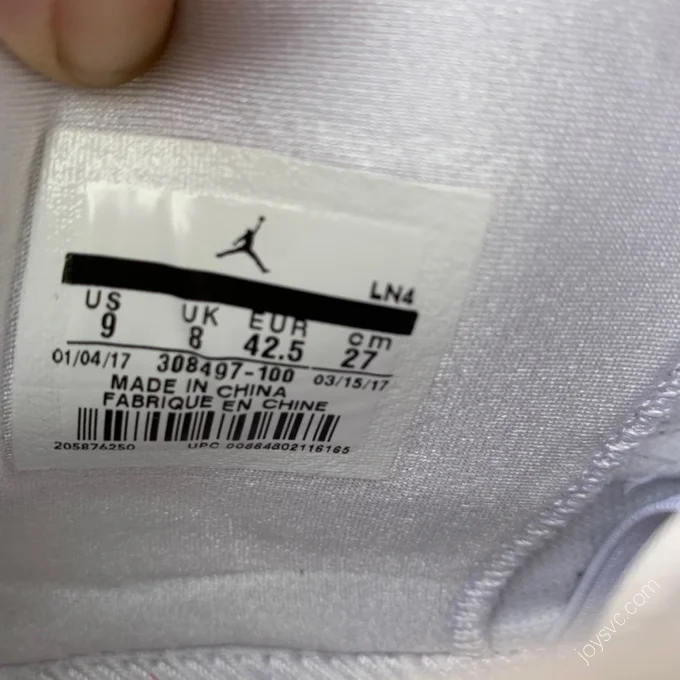 LN4
US UK EUR cm
9 8 42.5 27
01/04/17 308497-100 03/15/17
MADE IN CHINA
FABRIQUE EN CHINE
205876250 UPC 00884802116165
joysvc.com